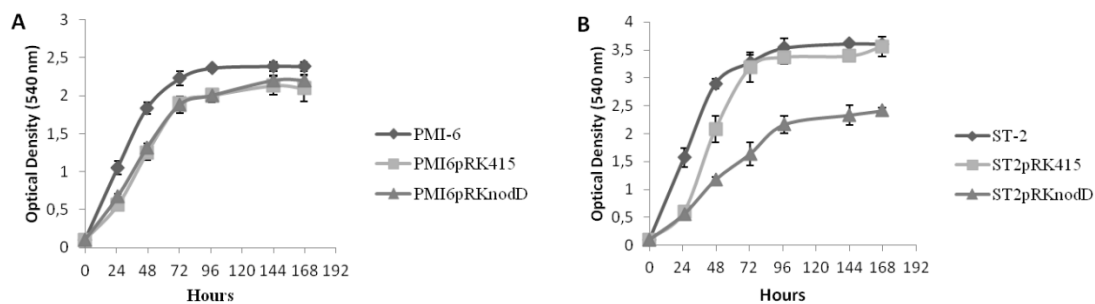 A
Optical Density (540 nm)
3
2,5
2
1,5
1
0,5
0
0 24 48 72 96 120 144 168 192
Hours
PMI-6
PMI6pRK415
PMI6pRKnodD
B
Optical Density (540 nm)
4
3,5
3
2,5
2
1,5
1
0,5
0
0 24 48 72 96 120 144 168 192
Hours
ST-2
ST2pRK415
ST2pRKnodD